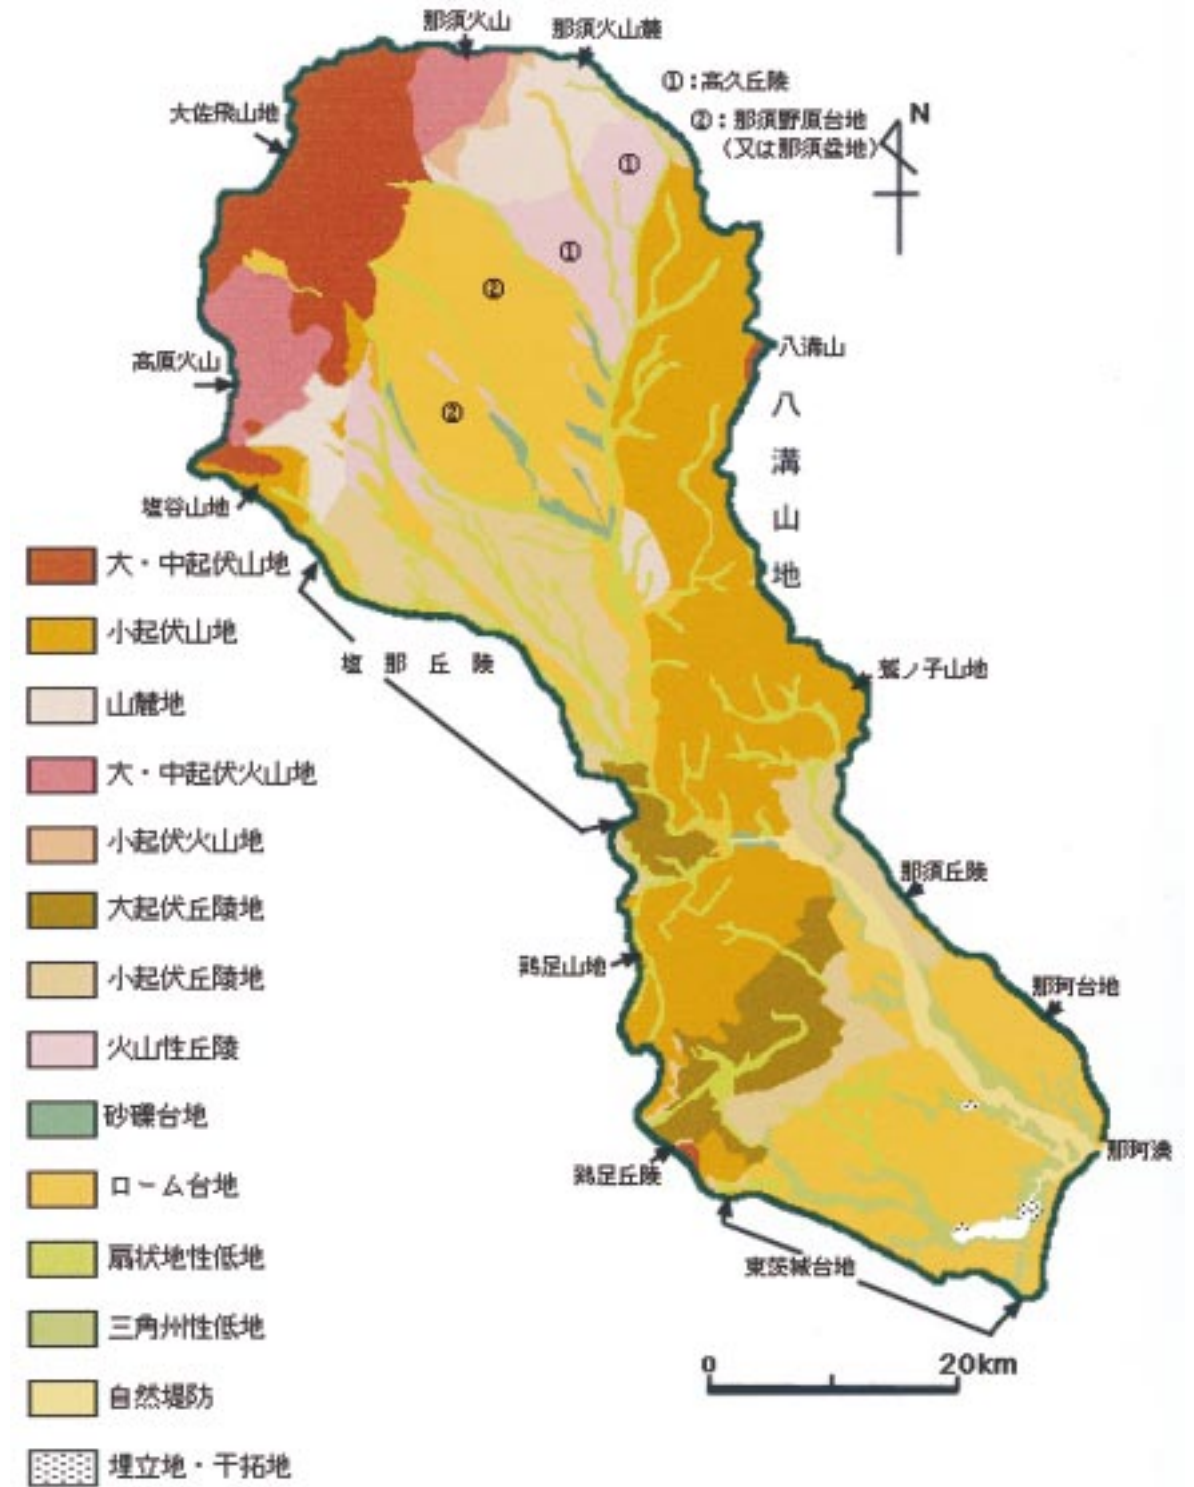 那須火山
那須火山麓
①：高久丘陵
②：那須野原台地
（又は那須盆地）
N
大佐飛山地
①
①
②
八溝山
高原火山
②
八溝山地
塩谷山地
塩那丘陵
鷲ノ子山地
那須丘陵
鶏足山地
那珂台地
那珂湊
鶏足丘陵
東茨城台地
0
20km
大・中起伏山地
小起伏山地
山麓地
大・中起伏火山地
小起伏火山地
大起伏丘陵地
小起伏丘陵地
火山性丘陵
砂礫台地
ローム台地
扇状地性低地
三角州性低地
自然堤防
埋立地・干拓地